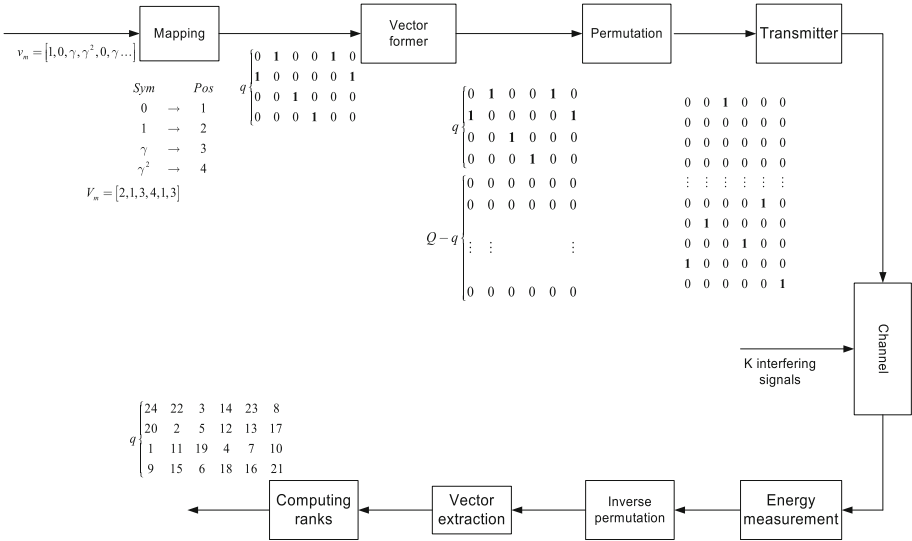 Mapping
Vector former
Permutation
Transmitter
v_m = [1,0,γ,γ²,0,γ...]
Sym Pos
0 → 1
1 → 2
γ → 3
γ² → 4
V_m = [2,1,3,4,1,3]
q { 0 1 0 0 1 0
1 0 0 0 0 1
0 0 1 0 0 0
0 0 0 1 0 0
q { 0 1 0 0 1 0
1 0 0 0 0 1
0 0 1 0 0 0
0 0 0 1 0 0
Q − q { 0 0 0 0 0 0
0 0 0 0 0 0
⋮ ⋮ ⋮
0 0 0 0 0 0
0 0 1 0 0 0
0 0 0 0 0 0
0 0 0 0 0 0
0 0 0 0 0 0
⋮ ⋮ ⋮ ⋮ ⋮ ⋮
0 0 0 0 1 0
0 1 0 0 0 0
0 0 0 1 0 0
1 0 0 0 0 0
0 0 0 0 0 1
Channel
K interfering
signals
q { 24 22 3 14 23 8
20 2 5 12 13 17
1 11 19 4 7 10
9 15 6 18 16 21
Computing
ranks
Vector
extraction
Inverse
permutation
Energy
measurement